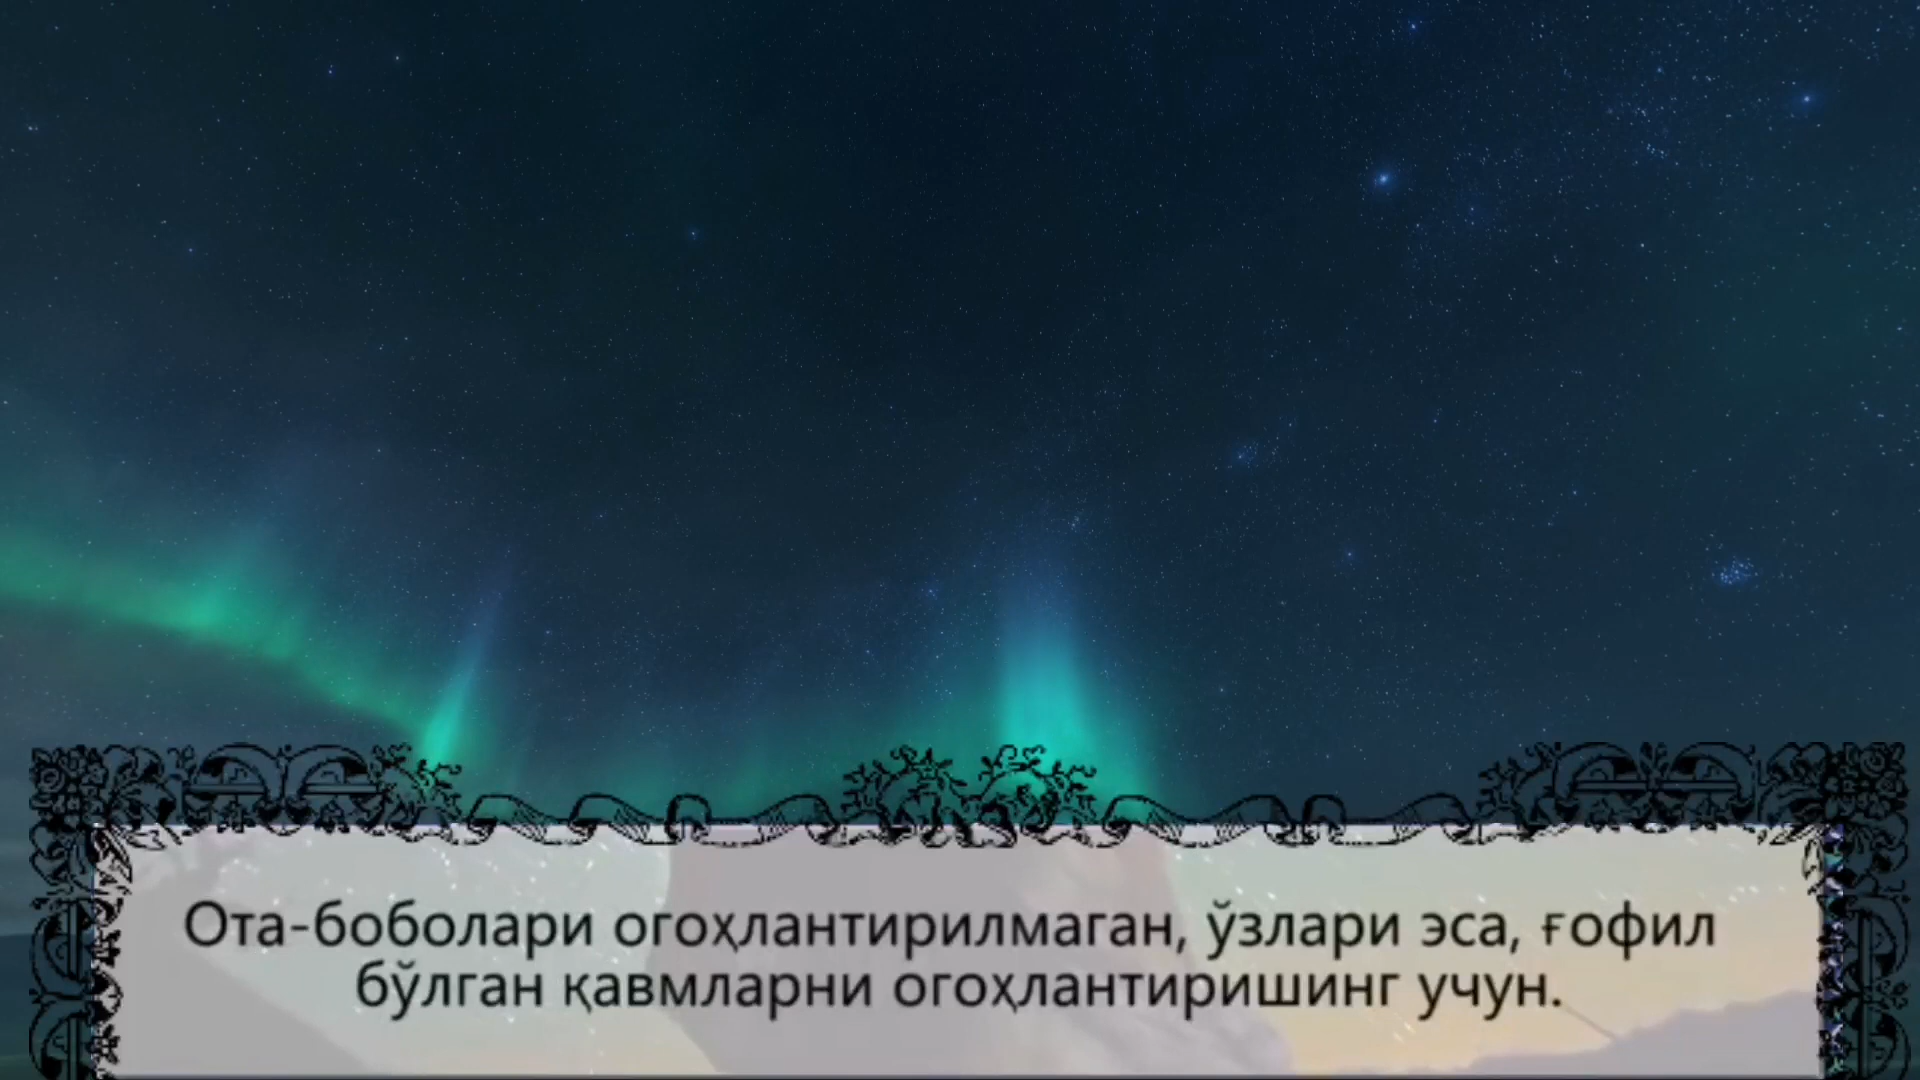 Ота-боболари огоҳлантирилмаган, ўзлари эса, ғофил
бўлган қавмларни огоҳлантиришинг учун.